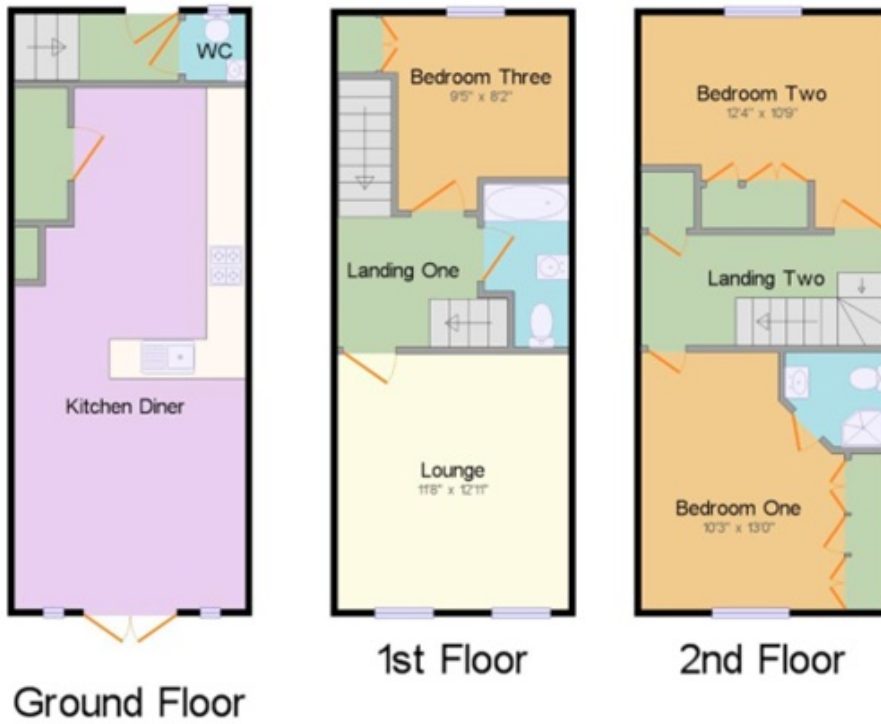 WC
Kitchen Diner
Ground Floor
Bedroom Three
9'5" x 8'2"
Landing One
Lounge
11'8" x 12'11"
1st Floor
Bedroom Two
12'4" x 10'9"
Landing Two
Bedroom One
10'3" x 13'0"
2nd Floor